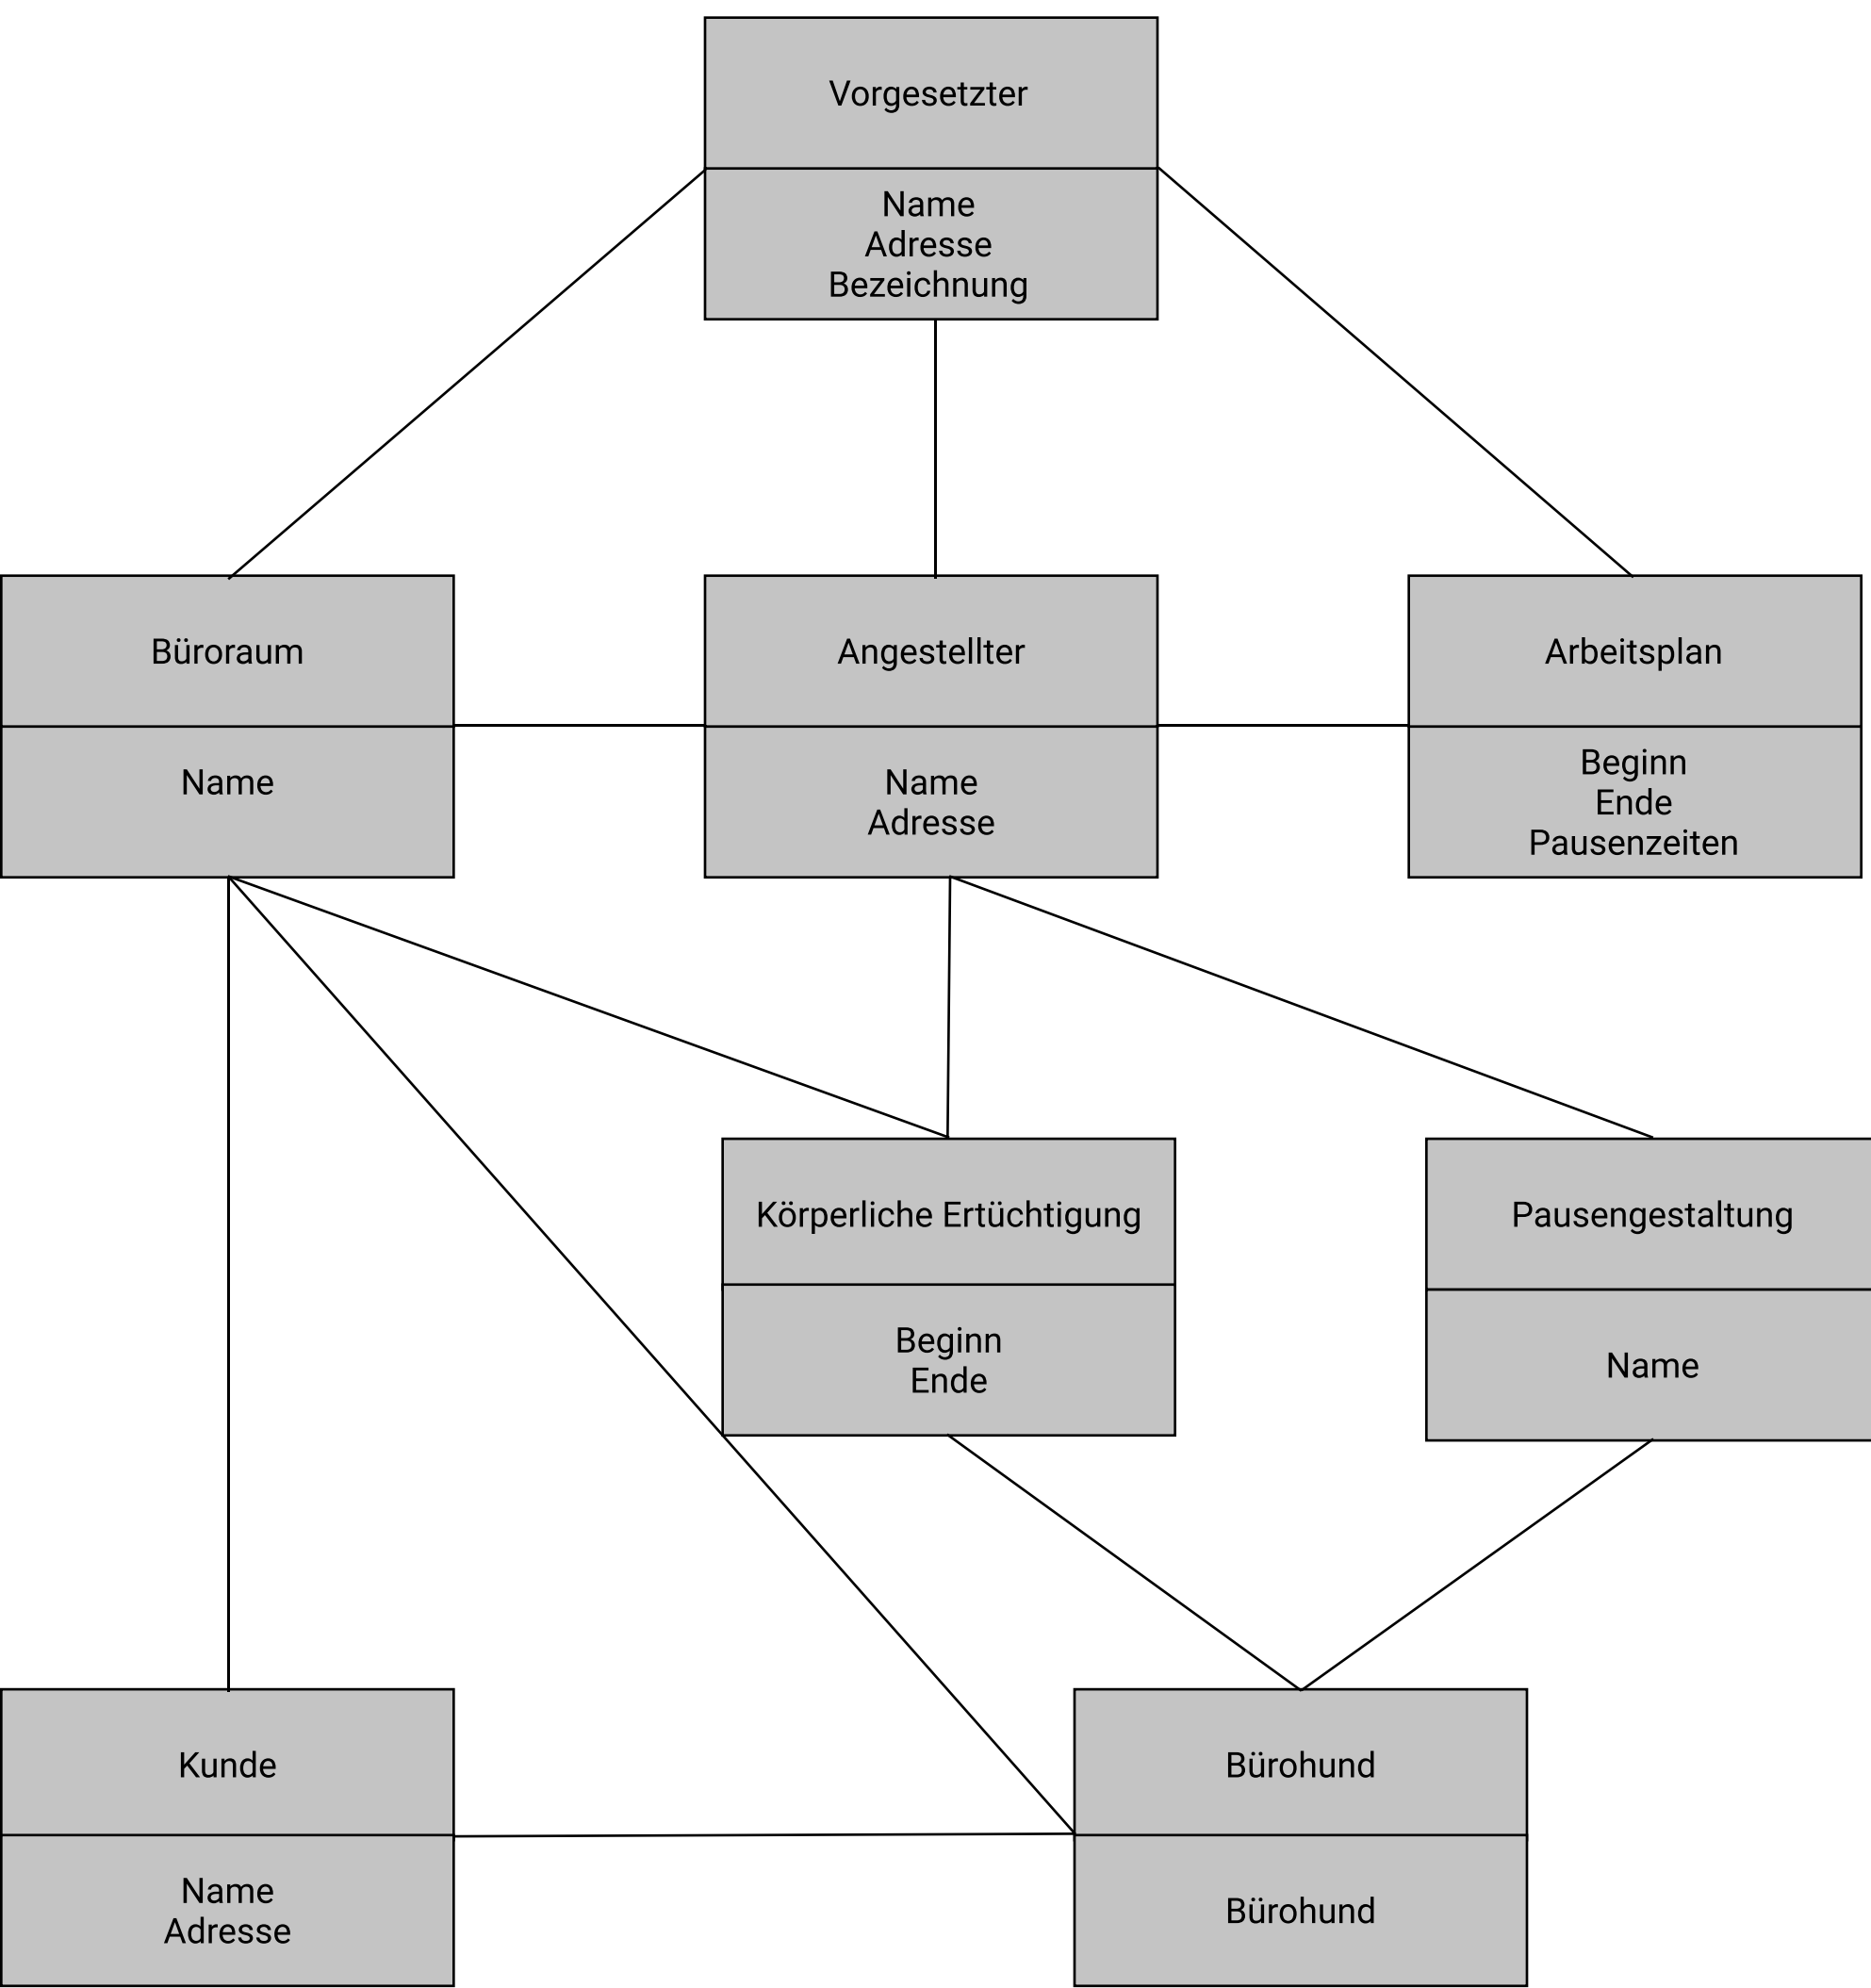 Vorgesetzter
Name
Adresse
Bezeichnung
Büroraum
Name
Angestellter
Name
Adresse
Arbeitsplan
Beginn
Ende
Pausenzeiten
Körperliche Ertüchtigung
Beginn
Ende
Pausengestaltung
Name
Kunde
Name
Adresse
Bürohund
Bürohund